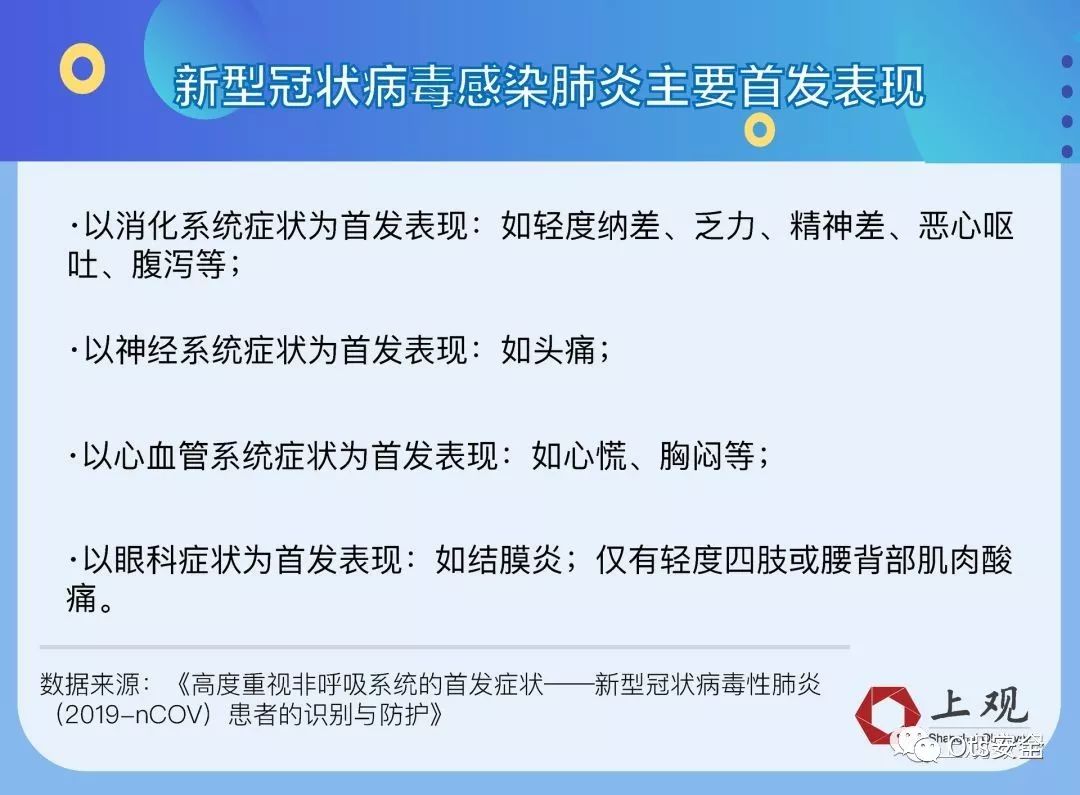 新型冠状病毒感染肺炎主要首发表现
·以消化系统症状为首发表现：如轻度纳差、乏力、精神差、恶心呕
吐、腹泻等；
·以神经系统症状为首发表现：如头痛；
·以心血管系统症状为首发表现：如心慌、胸闷等；
·以眼科症状为首发表现：如结膜炎；仅有轻度四肢或腰背部肌肉酸
痛。
数据来源：《高度重视非呼吸系统的首发症状——新型冠状病毒性肺炎
（2019-nCOV）患者的识别与防护》
上观